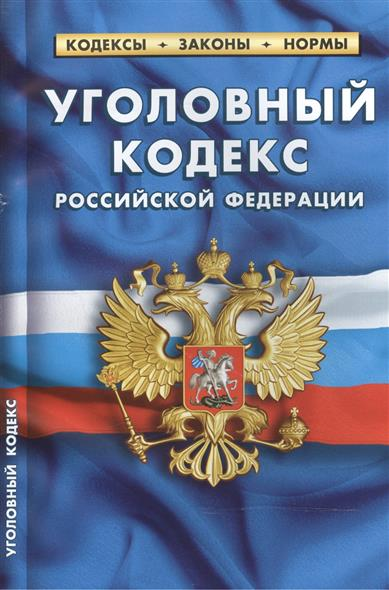 КОДЕКСЫ ✦ ЗАКОНЫ ✦ НОРМЫ
УГОЛОВНЫЙ
КОДЕКС
РОССИЙСКОЙ ФЕДЕРАЦИИ
УГОЛОВНЫЙ КОДЕКС